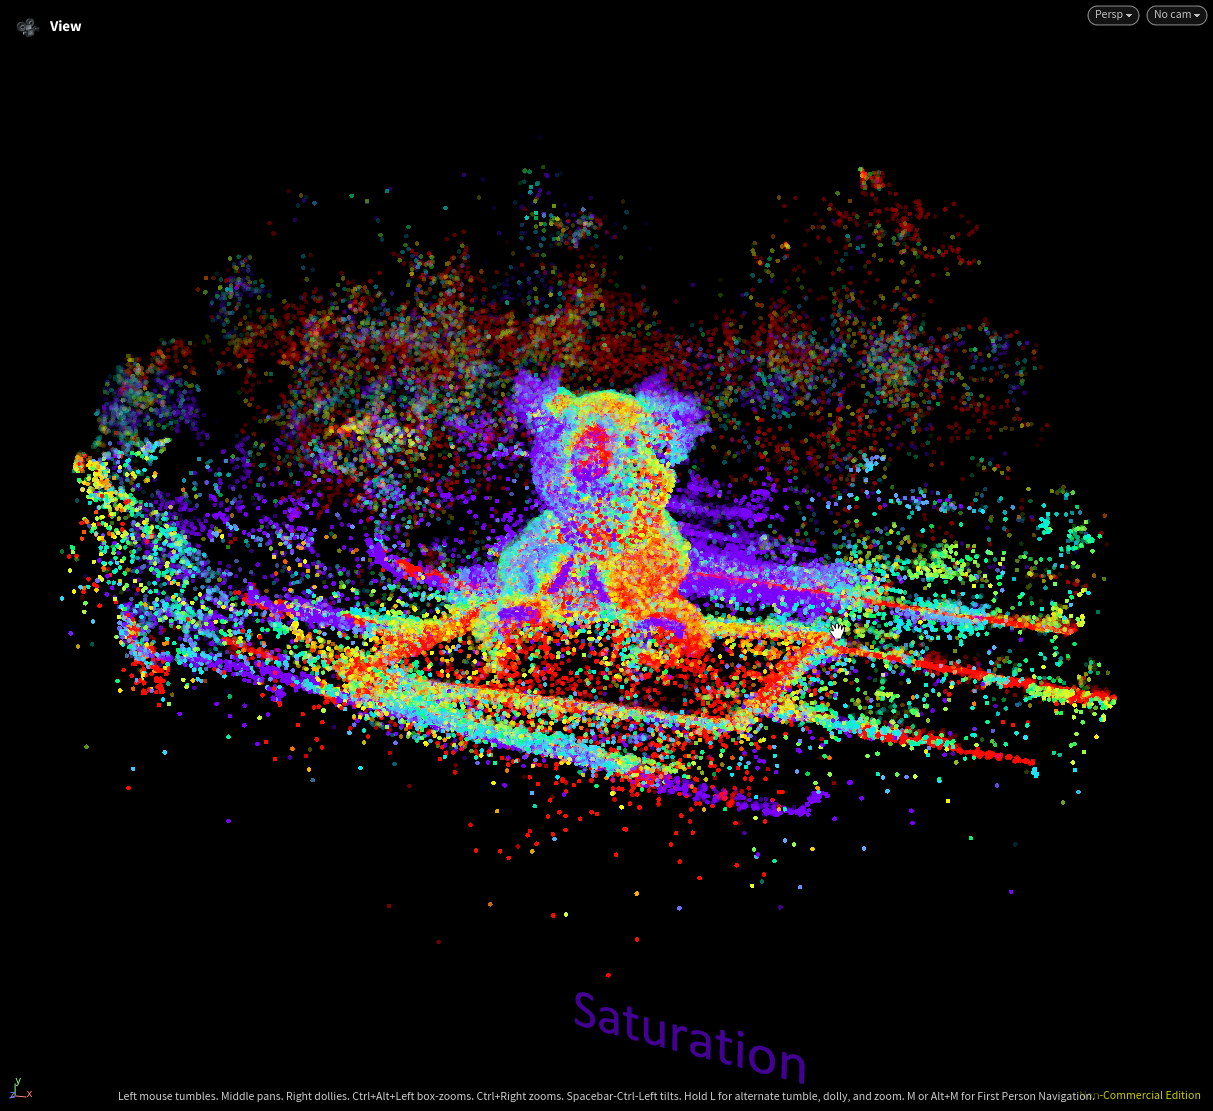 View
Persp
No cam
Saturation
Left mouse tumbles. Middle pans. Right dollies. Ctrl+Alt+Left box-zooms. Ctrl+Right zooms. Spacebar-Ctrl-Left tilts. Hold L for alternate tumble, dolly, and zoom. M or Alt+M for First Person Navigation.
-Commercial Edition
y
z x